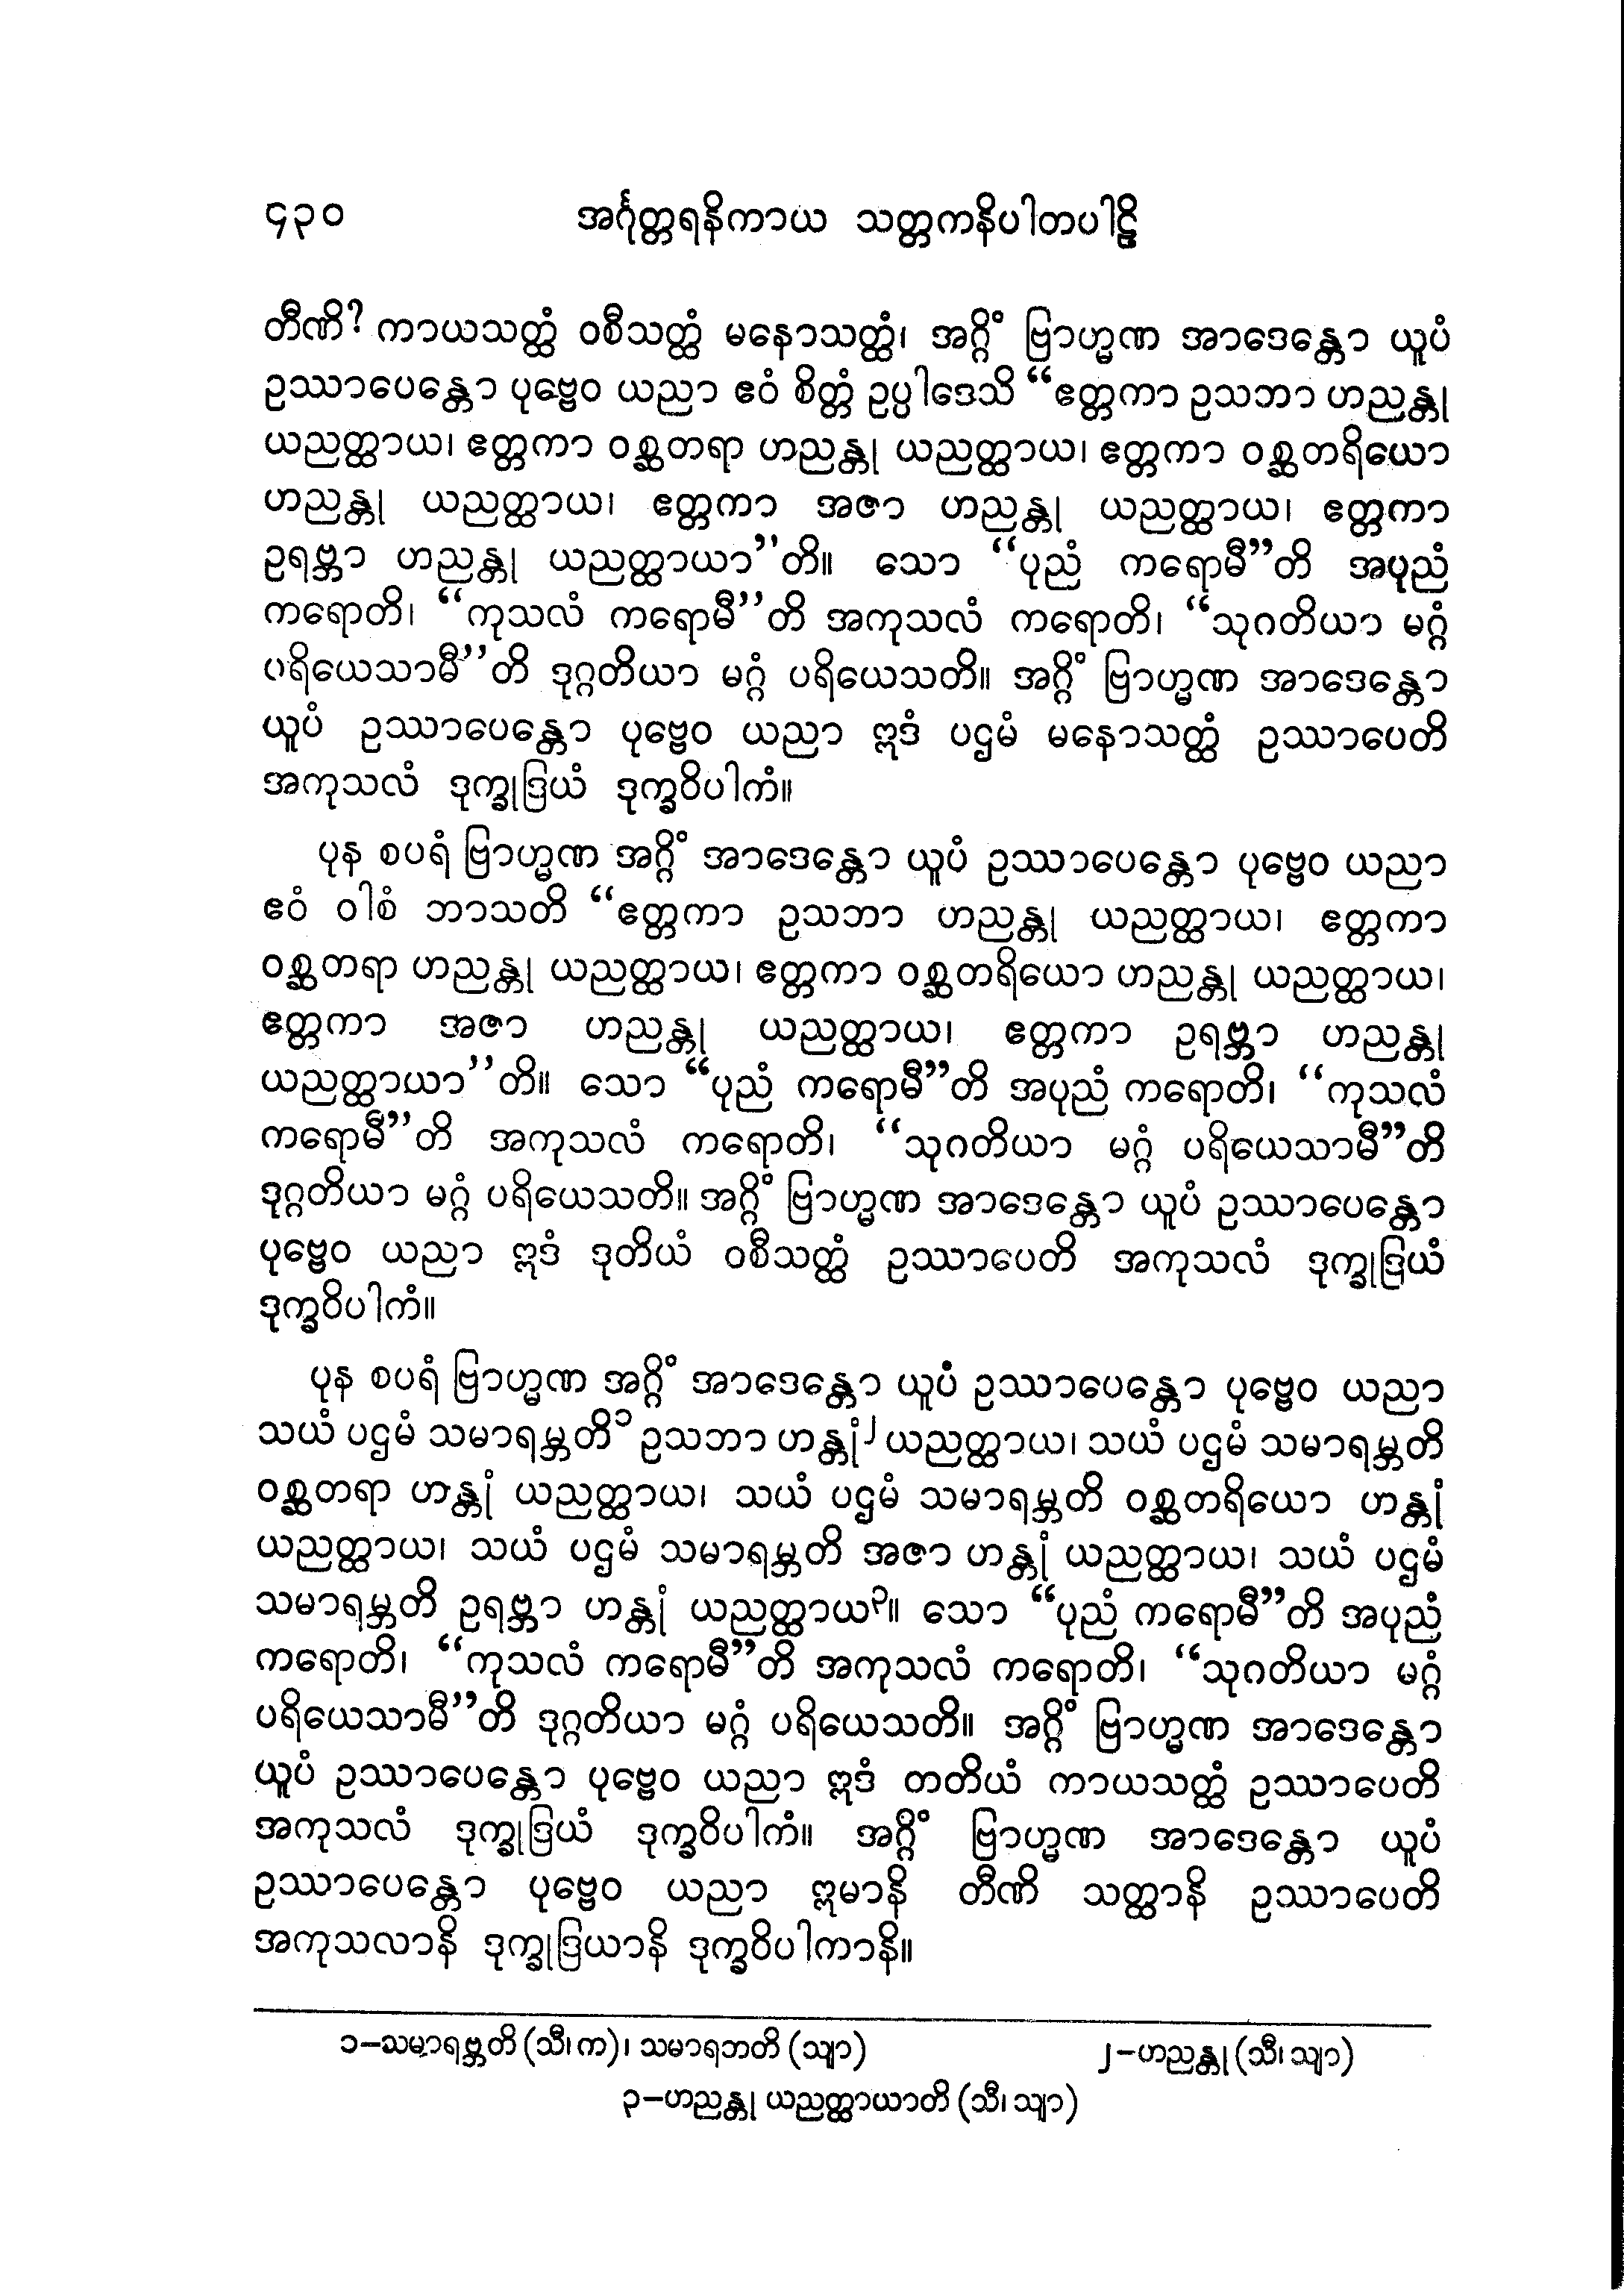 ၄၃၀ အင်္ဂုတ္တရနိကာယ သတ္တကနိပါတပါဠိ
တီဏိ? ကာယသတ္ထံ ဝစီသတ္ထံ မနောသတ္ထံ၊ အဂ္ဂိံ ဗြာဟ္မဏ အာဒေန္တော ယူပံ
ဥဿာပေန္တော ပုဗ္ဗေဝ ယညာ ဧဝံ စိတ္တံ ဥပ္ပါဒေသိ “ဧတ္တကာ ဥသဘာ ဟညန္တု
ယညတ္ထာယ၊ ဧတ္တကာ ဝစ္ဆတရာ ဟညန္တု ယညတ္ထာယ၊ ဧတ္တကာ ဝစ္ဆတရိယော
ဟညန္တု ယညတ္ထာယ၊ ဧတ္တကာ အဇာ ဟညန္တု ယညတ္ထာယ၊ ဧတ္တကာ
ဥရဗ္ဘာ ဟညန္တု ယညတ္ထာယာ”တိ။ သော “ပုညံ ကရောမီ”တိ အပုညံ
ကရောတိ၊ “ကုသလံ ကရောမီ”တိ အကုသလံ ကရောတိ၊ “သုဂတိယာ မဂ္ဂံ
ပရိယေသာမီ”တိ ဒုဂ္ဂတိယာ မဂ္ဂံ ပရိယေသတိ။ အဂ္ဂိံ ဗြာဟ္မဏ အာဒေန္တော
ယူပံ ဥဿာပေန္တော ပုဗ္ဗေဝ ယညာ ဣဒံ ပဌမံ မနောသတ္ထံ ဥဿာပေတိ
အကုသလံ ဒုက္ခုဒြယံ ဒုက္ခဝိပါကံ။
ပုန စပရံ ဗြာဟ္မဏ အဂ္ဂိံ အာဒေန္တော ယူပံ ဥဿာပေန္တော ပုဗ္ဗေဝ ယညာ
ဧဝံ ဝါစံ ဘာသတိ “ဧတ္တကာ ဥသဘာ ဟညန္တု ယညတ္ထာယ၊ ဧတ္တကာ
ဝစ္ဆတရာ ဟညန္တု ယညတ္ထာယ၊ ဧတ္တကာ ဝစ္ဆတရိယော ဟညန္တု ယညတ္ထာယ၊
ဧတ္တကာ အဇာ ဟညန္တု ယညတ္ထာယ၊ ဧတ္တကာ ဥရဗ္ဘာ ဟညန္တု
ယညတ္ထာယာ”တိ။ သော “ပုညံ ကရောမီ”တိ အပုညံ ကရောတိ၊ “ကုသလံ
ကရောမီ”တိ အကုသလံ ကရောတိ၊ “သုဂတိယာ မဂ္ဂံ ပရိယေသာမီ”တိ
ဒုဂ္ဂတိယာ မဂ္ဂံ ပရိယေသတိ။ အဂ္ဂိံ ဗြာဟ္မဏ အာဒေန္တော ယူပံ ဥဿာပေန္တော
ပုဗ္ဗေဝ ယညာ ဣဒံ ဒုတိယံ ဝစီသတ္ထံ ဥဿာပေတိ အကုသလံ ဒုက္ခုဒြယံ
ဒုက္ခဝိပါကံ။
ပုန စပရံ ဗြာဟ္မဏ အဂ္ဂိံ အာဒေန္တော ယူပံ ဥဿာပေန္တော ပုဗ္ဗေဝ ယညာ
သယံ ပဌမံ သမာရမ္ဘတိ၁ ဥသဘာ ဟန္တုံ၂ ယညတ္ထာယ၊ သယံ ပဌမံ သမာရမ္ဘတိ
ဝစ္ဆတရာ ဟန္တုံ ယညတ္ထာယ၊ သယံ ပဌမံ သမာရမ္ဘတိ ဝစ္ဆတရိယော ဟန္တုံ
ယညတ္ထာယ၊ သယံ ပဌမံ သမာရမ္ဘတိ အဇာ ဟန္တုံ ယညတ္ထာယ၊ သယံ ပဌမံ
သမာရမ္ဘတိ ဥရဗ္ဘာ ဟန္တုံ ယညတ္ထာယ၃။ သော “ပုညံ ကရောမီ”တိ အပုညံ
ကရောတိ၊ “ကုသလံ ကရောမီ”တိ အကုသလံ ကရောတိ၊ “သုဂတိယာ မဂ္ဂံ
ပရိယေသာမီ”တိ ဒုဂ္ဂတိယာ မဂ္ဂံ ပရိယေသတိ။ အဂ္ဂိံ ဗြာဟ္မဏ အာဒေန္တော
ယူပံ ဥဿာပေန္တော ပုဗ္ဗေဝ ယညာ ဣဒံ တတိယံ ကာယသတ္ထံ ဥဿာပေတိ
အကုသလံ ဒုက္ခုဒြယံ ဒုက္ခဝိပါကံ။ အဂ္ဂိံ ဗြာဟ္မဏ အာဒေန္တော ယူပံ
ဥဿာပေန္တော ပုဗ္ဗေဝ ယညာ ဣမာနိ တီဏိ သတ္ထာနိ ဥဿာပေတိ
အကုသလာနိ ဒုက္ခုဒြယာနိ ဒုက္ခဝိပါကာနိ။
၁–သမာရဗ္ဘတိ (သီ၊ က)၊ သမာရဘတိ (သျာ) ၂–ဟညန္တု (သီ၊ သျာ)
၃–ဟညန္တု ယညတ္ထာယာတိ (သီ၊ သျာ)